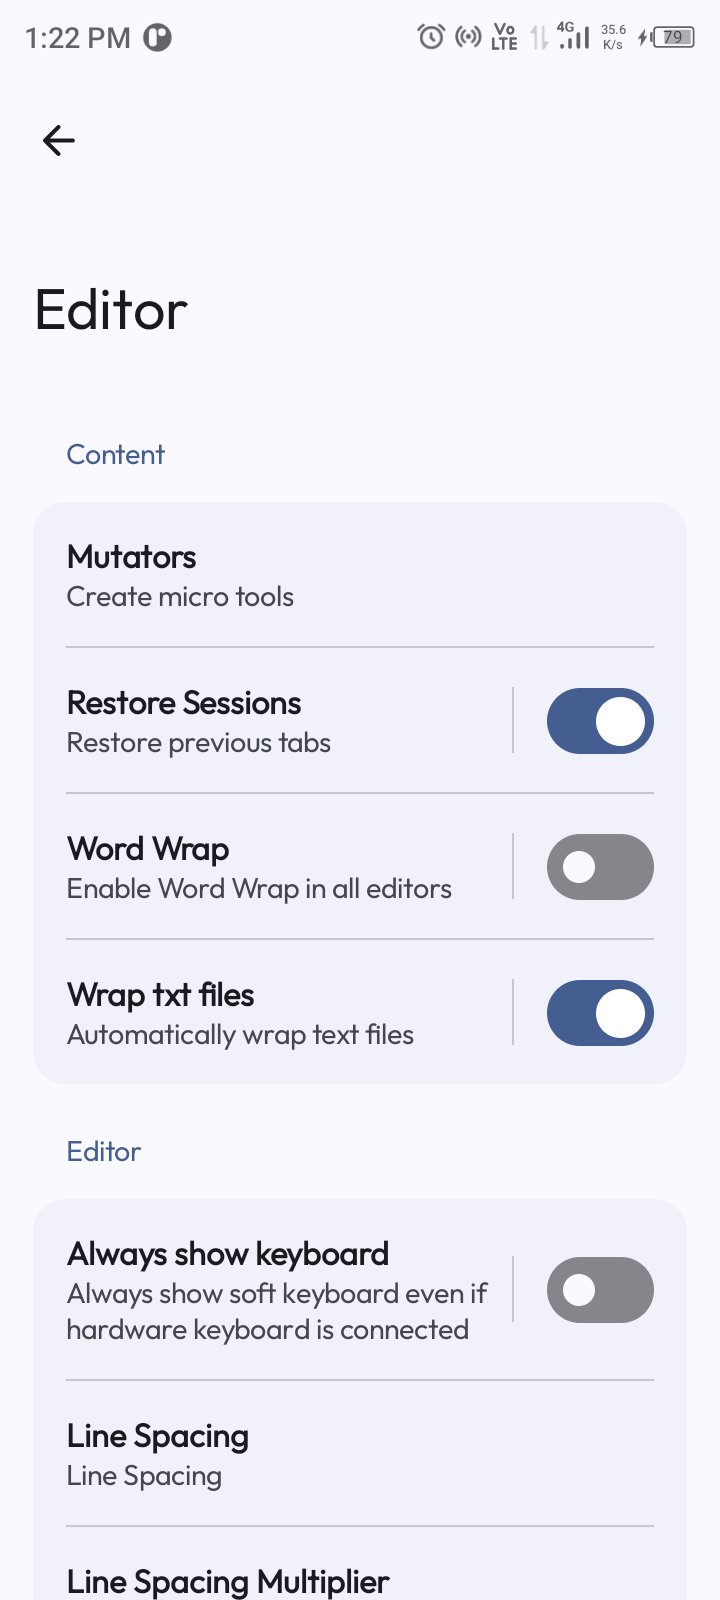 1:22 PM
Vo LTE
4G
35.6 K/s
79
Editor
Content
Mutators
Create micro tools
Restore Sessions
Restore previous tabs
Word Wrap
Enable Word Wrap in all editors
Wrap txt files
Automatically wrap text files
Editor
Always show keyboard
Always show soft keyboard even if
hardware keyboard is connected
Line Spacing
Line Spacing
Line Spacing Multiplier